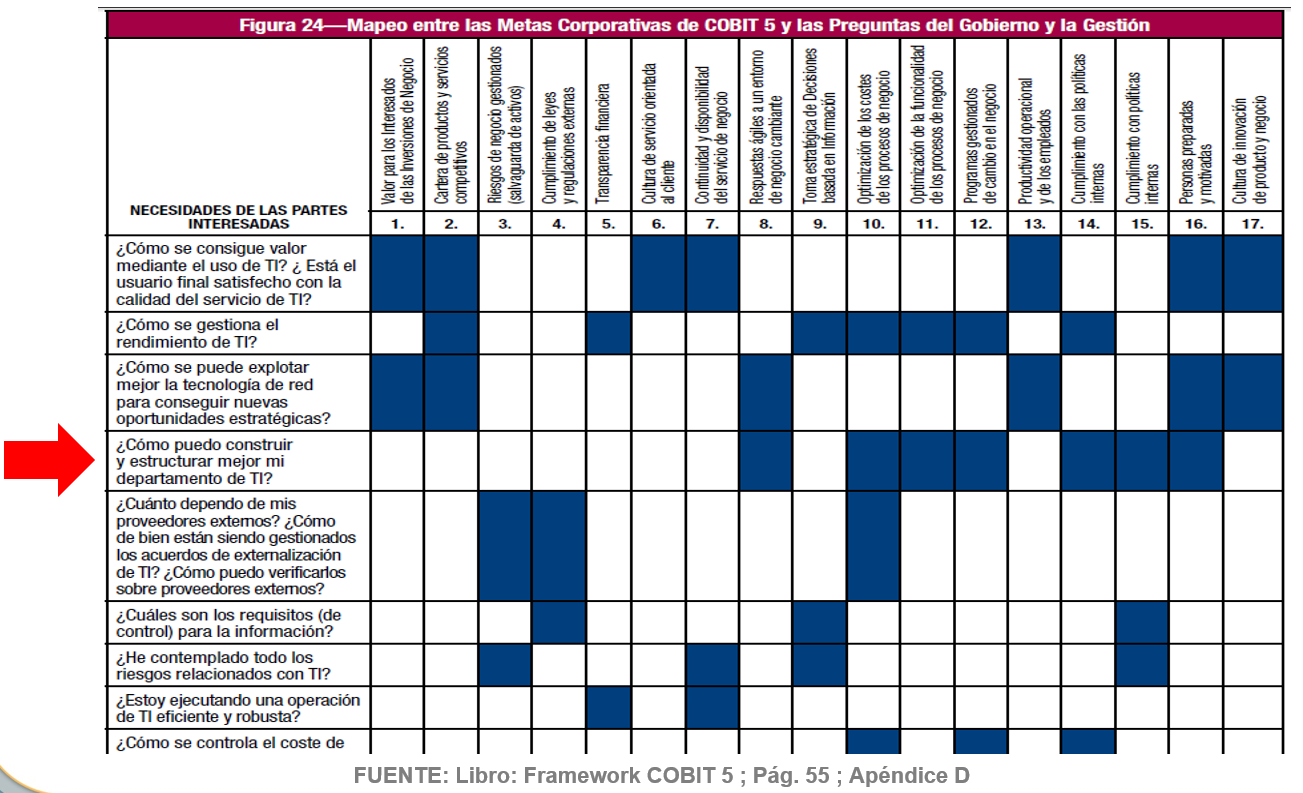 Figura 24—Mapeo entre las Metas Corporativas de COBIT 5 y las Preguntas del Gobierno y la Gestión
NECESIDADES DE LAS PARTES
INTERESADAS
Valor para los Interesados
de las Inversiones de Negocio
Cartera de productos y servicios
competitivos
Riesgos de negocio gestionados
(salvaguarda de activos)
Cumplimiento de leyes
y regulaciones externas
Transparencia financiera
Cultura de servicio orientada
al cliente
Continuidad y disponibilidad
del servicio de negocio
Respuestas ágiles a un entorno
de negocio cambiante
Toma estratégica de Decisiones
basada en Información
Optimización de los costes
de los procesos de negocio
Optimización de la funcionalidad
de los procesos de negocio
Programas gestionados
de cambio en el negocio
Productividad operacional
y de los empleados
Cumplimiento con las políticas
internas
Cumplimiento con políticas
internas
Personas preparadas
y motivadas
Cultura de innovación
de producto y negocio
1. 2. 3. 4. 5. 6. 7. 8. 9. 10. 11. 12. 13. 14. 15. 16. 17.
¿Cómo se consigue valor
mediante el uso de TI? ¿ Está el
usuario final satisfecho con la
calidad del servicio de TI?
¿Cómo se gestiona el
rendimiento de TI?
¿Cómo se puede explotar
mejor la tecnología de red
para conseguir nuevas
oportunidades estratégicas?
¿Cómo puedo construir
y estructurar mejor mi
departamento de TI?
¿Cuánto dependo de mis
proveedores externos? ¿Cómo
de bien están siendo gestionados
los acuerdos de externalización
de TI? ¿Cómo puedo verificarlos
sobre proveedores externos?
¿Cuáles son los requisitos (de
control) para la información?
¿He contemplado todo los
riesgos relacionados con TI?
¿Estoy ejecutando una operación
de TI eficiente y robusta?
¿Cómo se controla el coste de
FUENTE: Libro: Framework COBIT 5 ; Pág. 55 ; Apéndice D